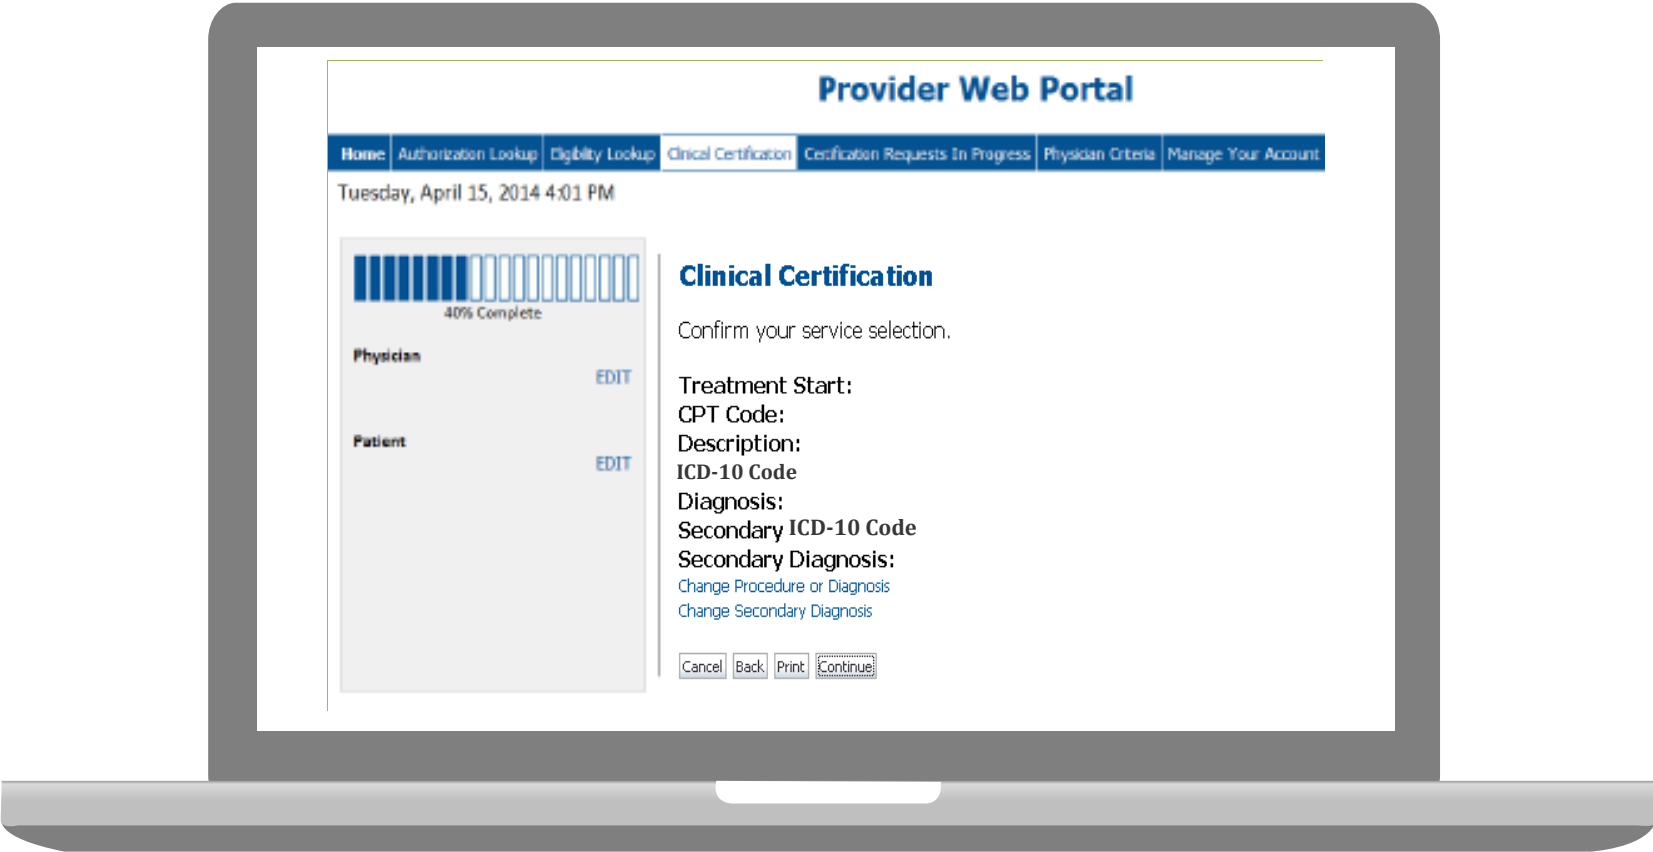 Provider Web Portal
Home Authorization Lookup Eligibility Lookup Clinical Certification Certification Requests In Progress Physician Criteria Manage Your Account
Tuesday, April 15, 2014 4:01 PM
40% Complete
Physician
EDIT
Patient
EDIT
Clinical Certification
Confirm your service selection.
Treatment Start:
CPT Code:
Description:
ICD-10 Code
Diagnosis:
Secondary ICD-10 Code
Secondary Diagnosis:
Change Procedure or Diagnosis
Change Secondary Diagnosis
Cancel Back Print Continue